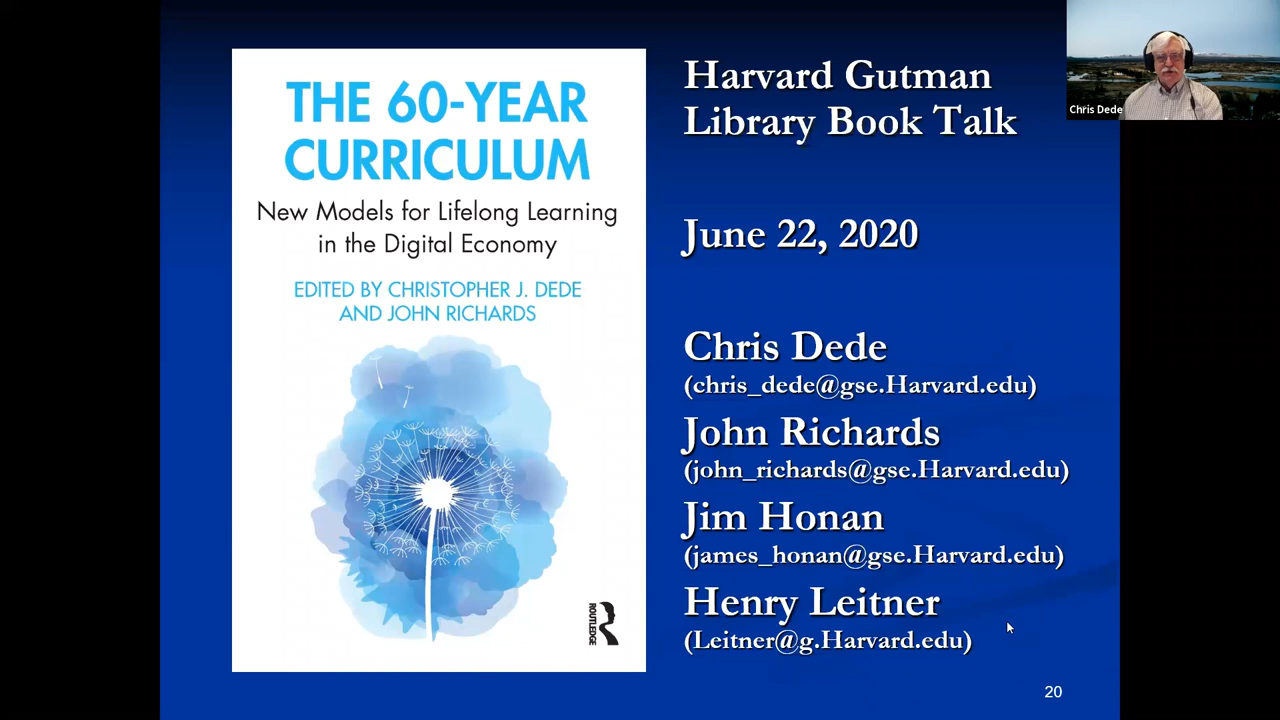 THE 60-YEAR
CURRICULUM
New Models for Lifelong Learning
in the Digital Economy
EDITED BY CHRISTOPHER J. DEDE
AND JOHN RICHARDS
ROUTLEDGE
Harvard Gutman
Library Book Talk
June 22, 2020
Chris Dede
(chris_dede@gse.Harvard.edu)
John Richards
(john_richards@gse.Harvard.edu)
Jim Honan
(james_honan@gse.Harvard.edu)
Henry Leitner
(Leitner@g.Harvard.edu)
20
Chris Dede